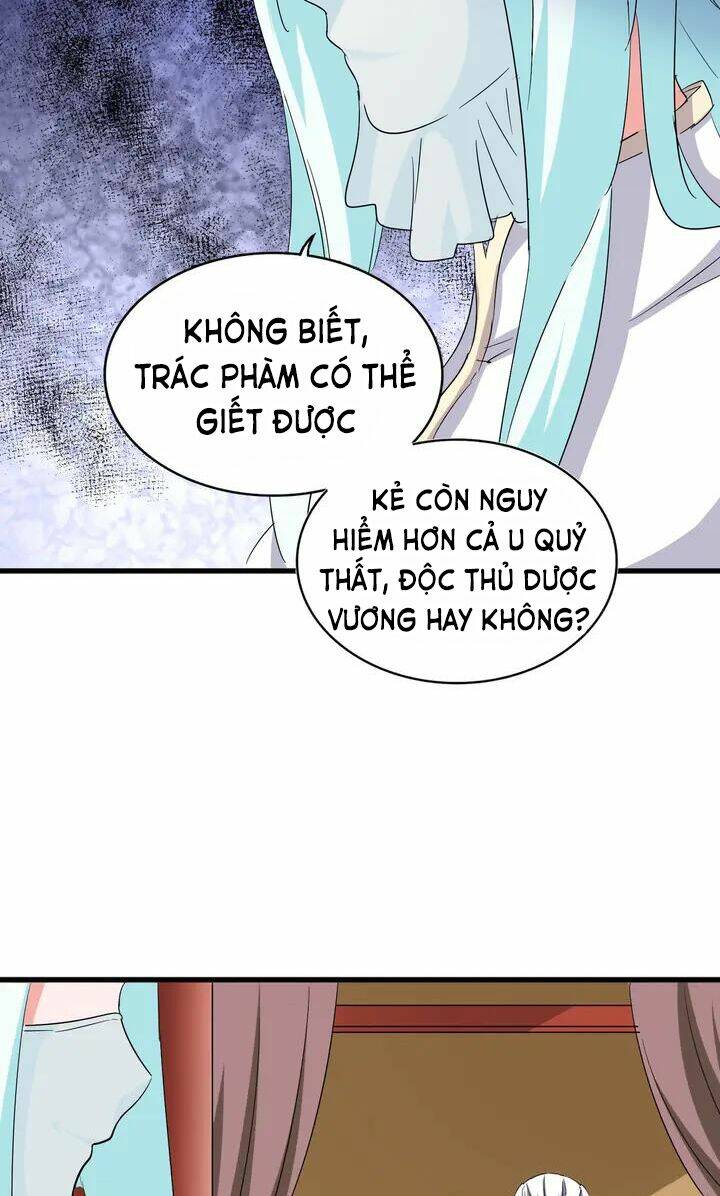 KHÔNG BIẾT,
TRÁC PHÀM CÓ THỂ
GIẾT ĐƯỢC
KẺ CÒN NGUY
HIỂM HƠN CẢ U QUỶ
THẤT, ĐỘC THỦ DƯỢC
VƯƠNG HAY KHÔNG?